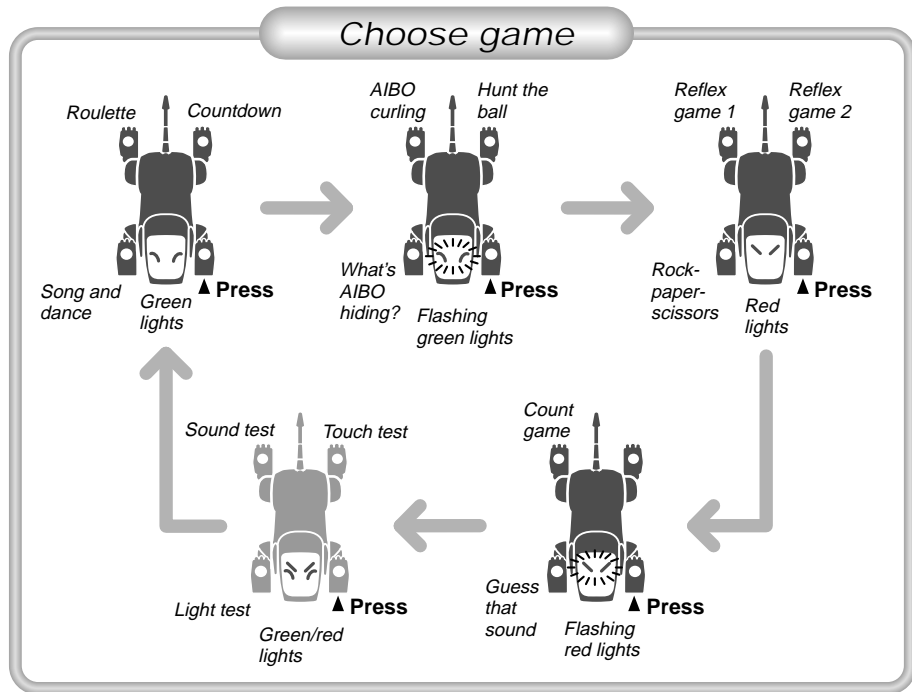 Choose game
Roulette
Countdown
Song and
dance
Green
lights
Press
AIBO
curling
Hunt the
ball
What's
AIBO
hiding?
Flashing
green lights
Press
Reflex
game 1
Reflex
game 2
Rock-
paper-
scissors
Red
lights
Press
Sound test
Touch test
Light test
Green/red
lights
Press
Count
game
Guess
that
sound
Flashing
red lights
Press